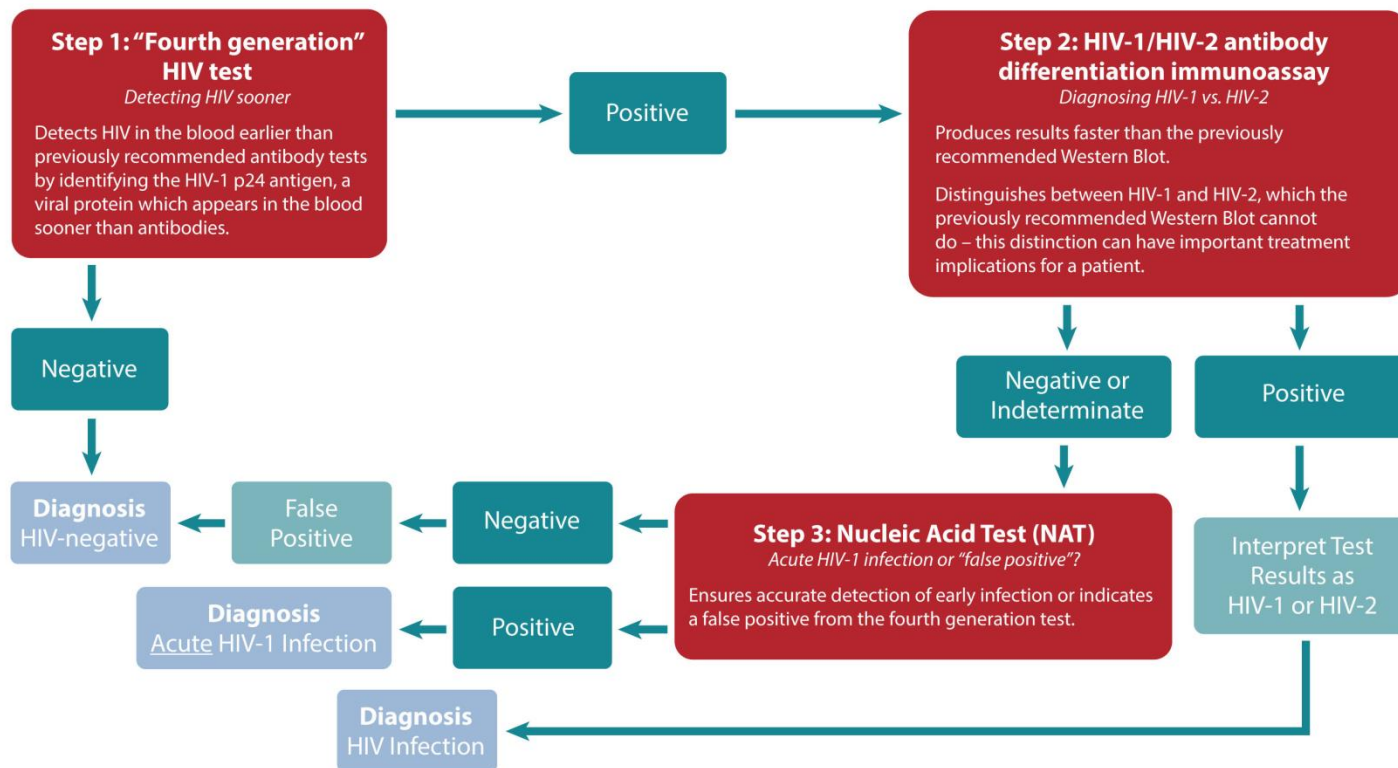 Step 1: “Fourth generation”
HIV test
Detecting HIV sooner
Detects HIV in the blood earlier than
previously recommended antibody tests
by identifying the HIV-1 p24 antigen, a
viral protein which appears in the blood
sooner than antibodies.
Positive
Step 2: HIV-1/HIV-2 antibody
differentiation immunoassay
Diagnosing HIV-1 vs. HIV-2
Produces results faster than the previously
recommended Western Blot.
Distinguishes between HIV-1 and HIV-2, which the
previously recommended Western Blot cannot
do – this distinction can have important treatment
implications for a patient.
Negative
Negative or
Indeterminate
Positive
Diagnosis
HIV-negative
False
Positive
Negative
Step 3: Nucleic Acid Test (NAT)
Acute HIV-1 infection or “false positive”?
Ensures accurate detection of early infection or indicates
a false positive from the fourth generation test.
Interpret Test
Results as
HIV-1 or HIV-2
Diagnosis
Acute HIV-1 Infection
Positive
Diagnosis
HIV Infection